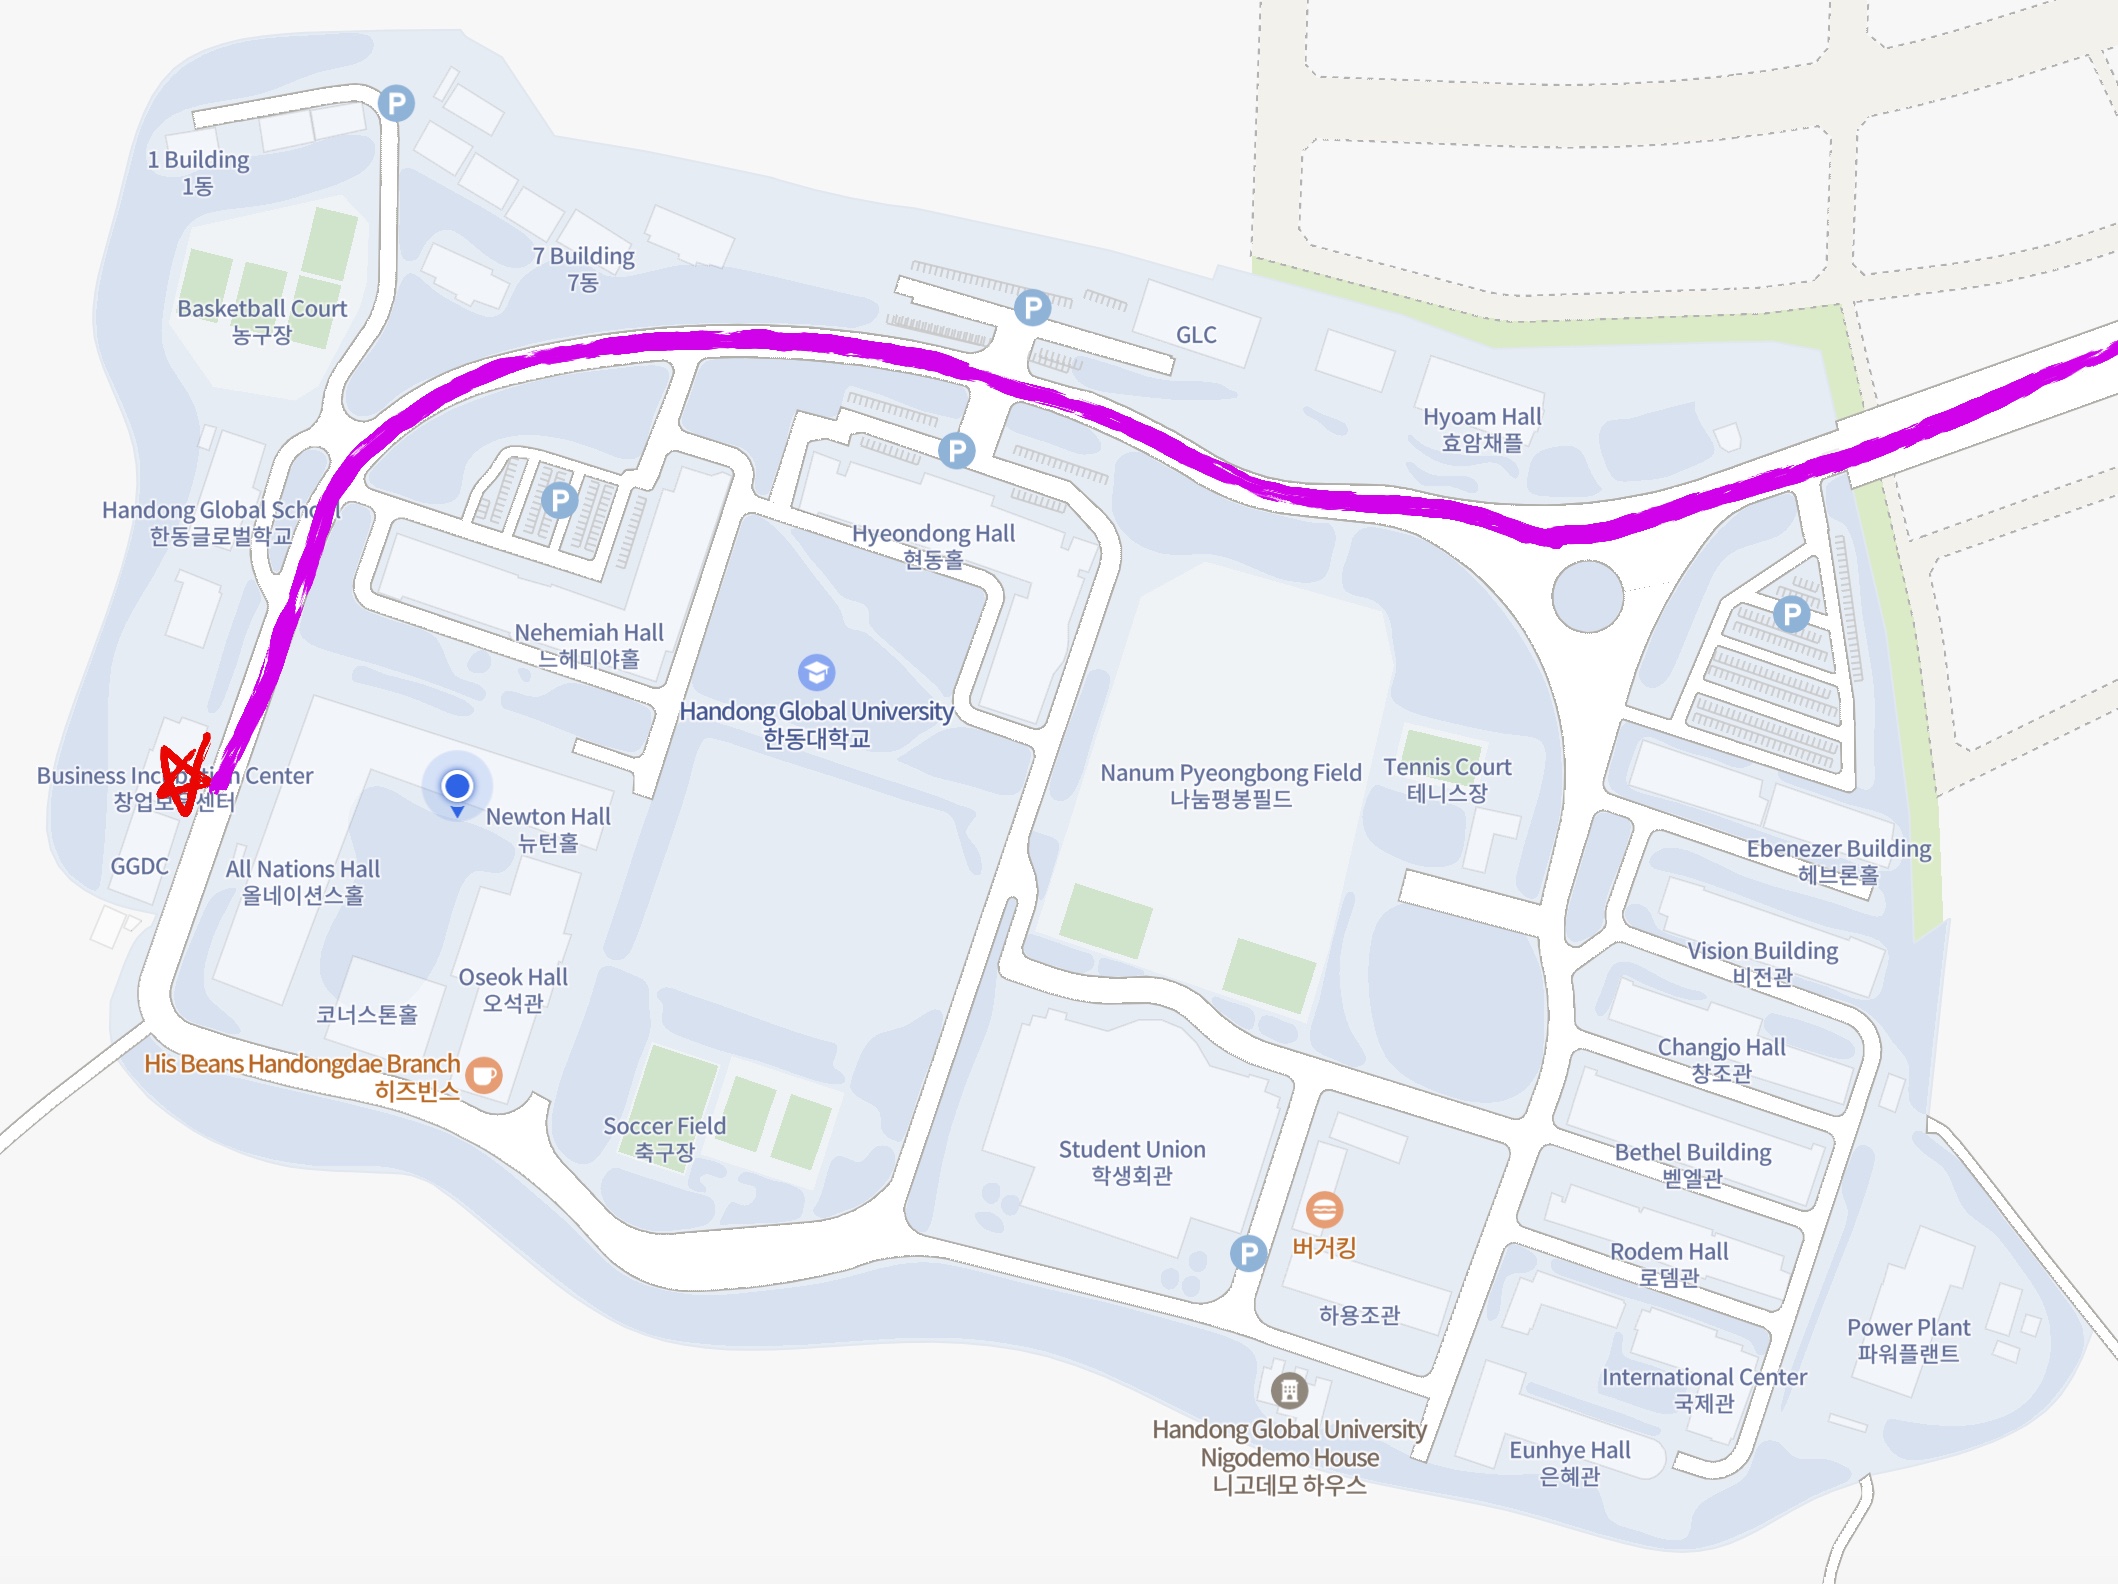 P
1 Building
1동
7 Building
7동
Basketball Court
농구장
P
GLC
Hyoam Hall
효암채플
P
P
Handong Global School
한동글로벌학교
Hyeondong Hall
현동홀
P
Nehemiah Hall
느헤미야홀
Handong Global University
한동대학교
Business Incubation Center
창업보육센터
Newton Hall
뉴턴홀
Nanum Pyeongbong Field
나눔평봉필드
Tennis Court
테니스장
GGDC
All Nations Hall
올네이션스홀
Ebenezer Building
헤브론홀
Vision Building
비전관
Oseok Hall
오석관
코너스톤홀
Changjo Hall
창조관
His Beans Handongdae Branch
히즈빈스
Soccer Field
축구장
Student Union
학생회관
Bethel Building
벧엘관
P
버거킹
Rodem Hall
로뎀관
하용조관
Power Plant
파워플랜트
International Center
국제관
Handong Global University
Nigodemo House
니고데모 하우스
Eunhye Hall
은혜관